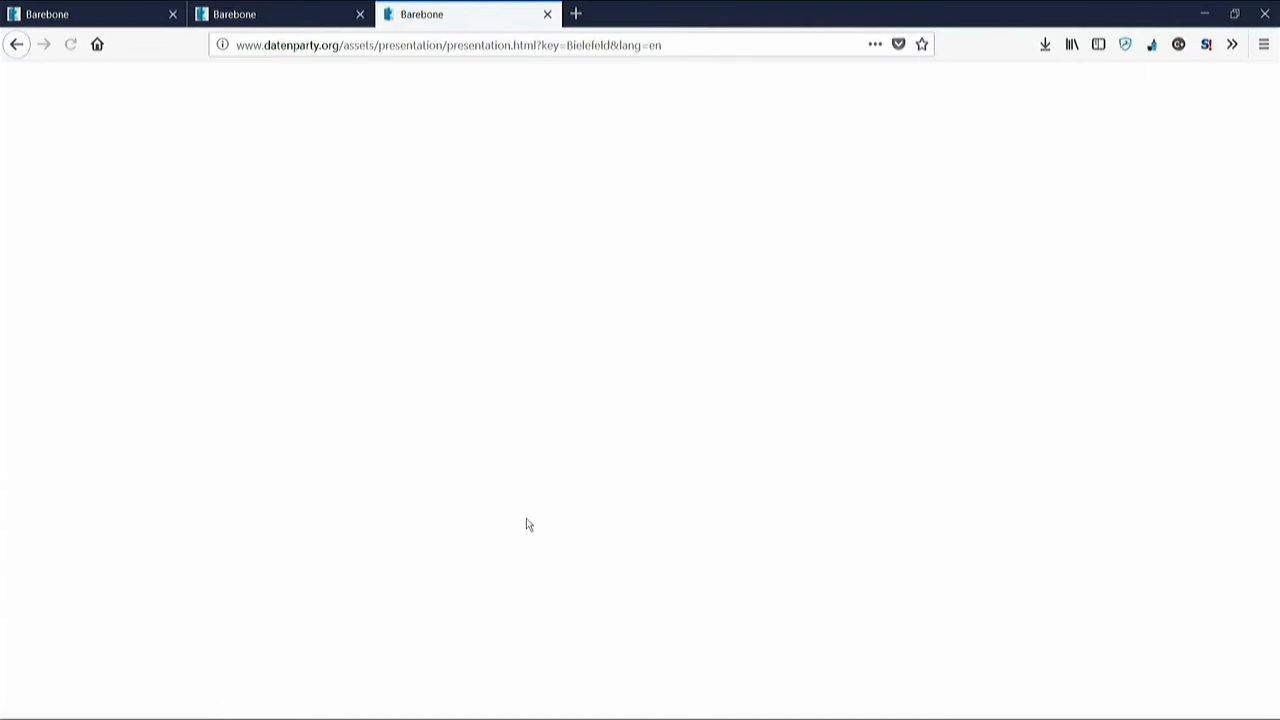 Barebone
Barebone
Barebone
www.datenparty.org/assets/presentation/presentation.html?key=Bielefeld&lang=en
S!